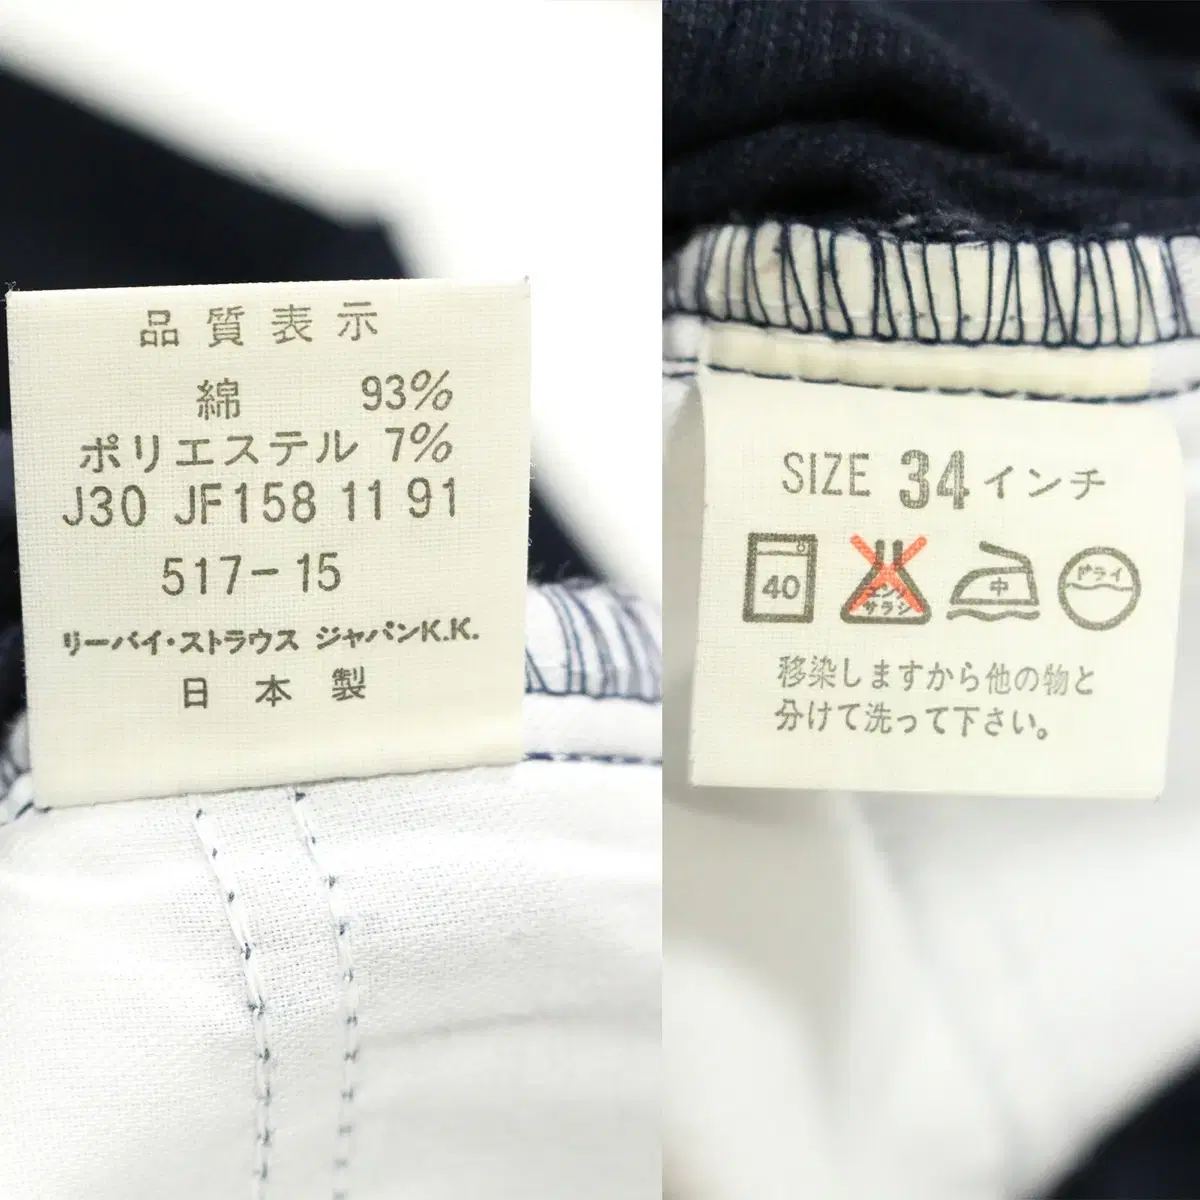 品質表示
綿 93%
ポリエステル 7%
J30 JF158 11 91
517-15
リーバイ・ストラウス ジャパンK.K.
日本製
SIZE 34インチ
40 エンソサラシ 中 ドライ
移染しますから他の物と
分けて洗って下さい。